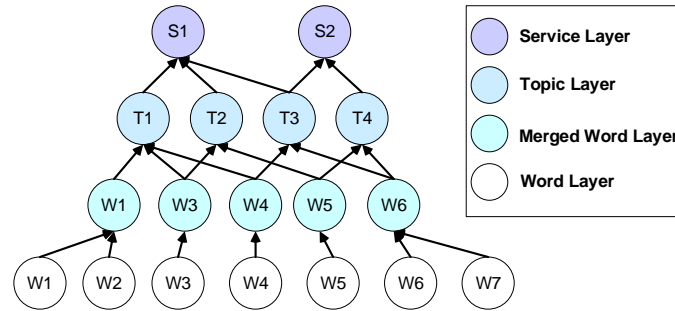 S1 S2
Service Layer
T1 T2 T3 T4
Topic Layer
Merged Word Layer
W1 W3 W4 W5 W6
Word Layer
W1 W2 W3 W4 W5 W6 W7